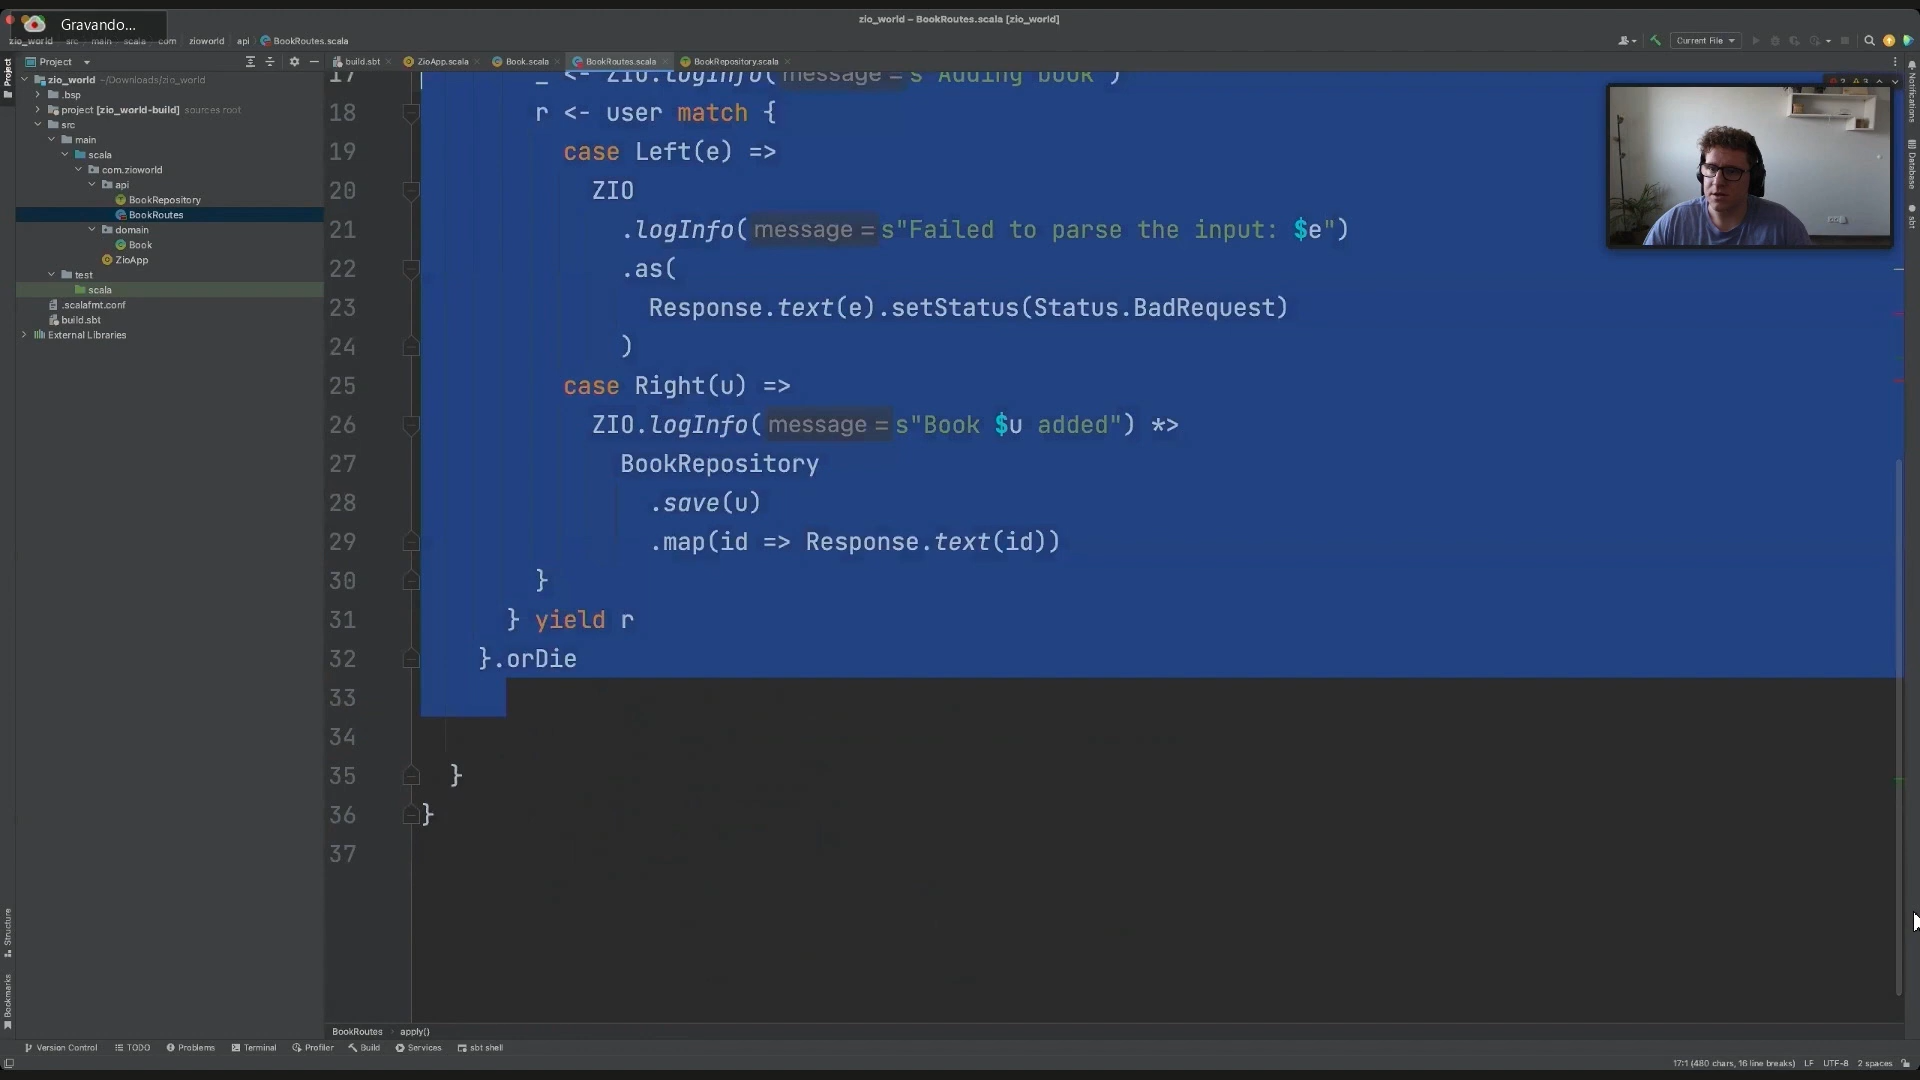 Gravando...
zio_world – BookRoutes.scala [zio_world]
zio_world src main scala com zioworld api BookRoutes.scala
Current File
Project
build.sbt ZioApp.scala Book.scala BookRoutes.scala BookRepository.scala
zio_world ~/Downloads/zio_world
.bsp
project [zio_world-build] sources root
src
main
scala
com.zioworld
api
BookRepository
BookRoutes
domain
Book
ZioApp
test
scala
.scalafmt.conf
build.sbt
External Libraries
17 _ <- ZIO.logInfo( message = s"Adding book")
18 r <- user match {
19 case Left(e) =>
20 ZIO
21 .logInfo( message = s"Failed to parse the input: $e")
22 .as(
23 Response.text(e).setStatus(Status.BadRequest)
24 )
25 case Right(u) =>
26 ZIO.logInfo( message = s"Book $u added") *>
27 BookRepository
28 .save(u)
29 .map(id => Response.text(id))
30 }
31 } yield r
32 }.orDie
33
34
35 }
36 }
37
Project
Structure
Bookmarks
Notifications
Database
sbt
BookRoutes apply()
Version Control TODO Problems Terminal Profiler Build Services sbt shell
17:1 (480 chars, 16 line breaks) LF UTF-8 2 spaces